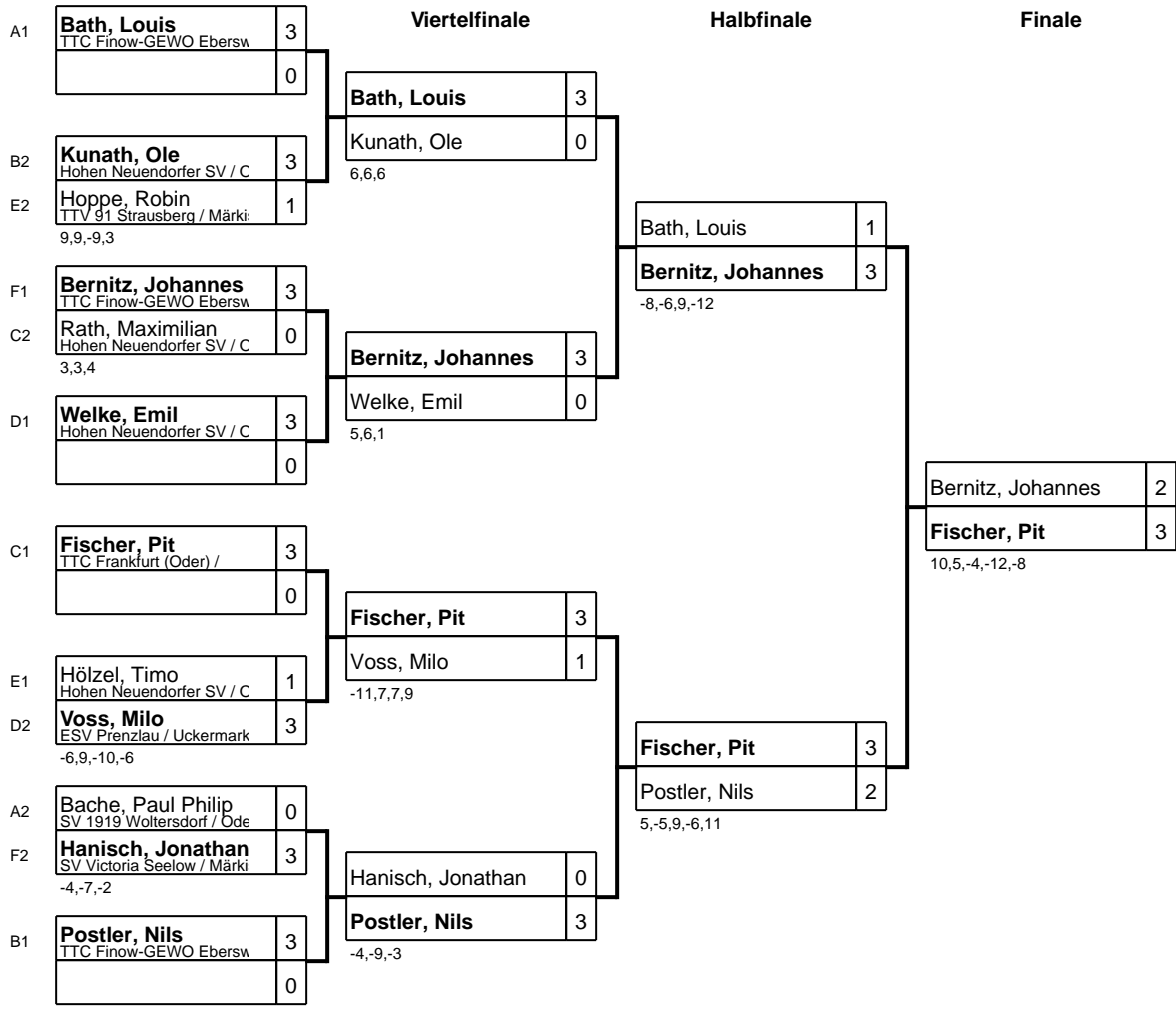 Viertelfinale
Halbfinale
Finale
A1
Bath, Louis
3
TTC Finow-GEWO Ebersw
0
B2
Kunath, Ole
3
Hohen Neuendorfer SV / C
E2
Hoppe, Robin
1
TTV 91 Strausberg / Märki
9,9,-9,3
F1
Bernitz, Johannes
3
TTC Finow-GEWO Ebersw
C2
Rath, Maximilian
0
Hohen Neuendorfer SV / C
3,3,4
D1
Welke, Emil
3
Hohen Neuendorfer SV / C
0
C1
Fischer, Pit
3
TTC Frankfurt (Oder) /
0
E1
Hölzel, Timo
1
Hohen Neuendorfer SV / C
D2
Voss, Milo
3
ESV Prenzlau / Uckermark
-6,9,-10,-6
A2
Bache, Paul Philip
0
SV 1919 Woltersdorf / Ode
F2
Hanisch, Jonathan
3
SV Victoria Seelow / Märki
-4,-7,-2
B1
Postler, Nils
3
TTC Finow-GEWO Ebersw
0
Bath, Louis
3
Kunath, Ole
0
6,6,6
Bernitz, Johannes
3
Welke, Emil
0
5,6,1
Fischer, Pit
3
Voss, Milo
1
-11,7,7,9
Hanisch, Jonathan
0
Postler, Nils
3
-4,-9,-3
Bath, Louis
1
Bernitz, Johannes
3
-8,-6,9,-12
Fischer, Pit
3
Postler, Nils
2
5,-5,9,-6,11
Bernitz, Johannes
2
Fischer, Pit
3
10,5,-4,-12,-8